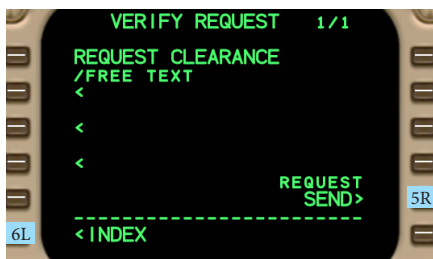 VERIFY REQUEST 1/1
REQUEST CLEARANCE
/FREE TEXT
<
<
<
REQUEST
SEND>
5R
------------------------
6L
<INDEX